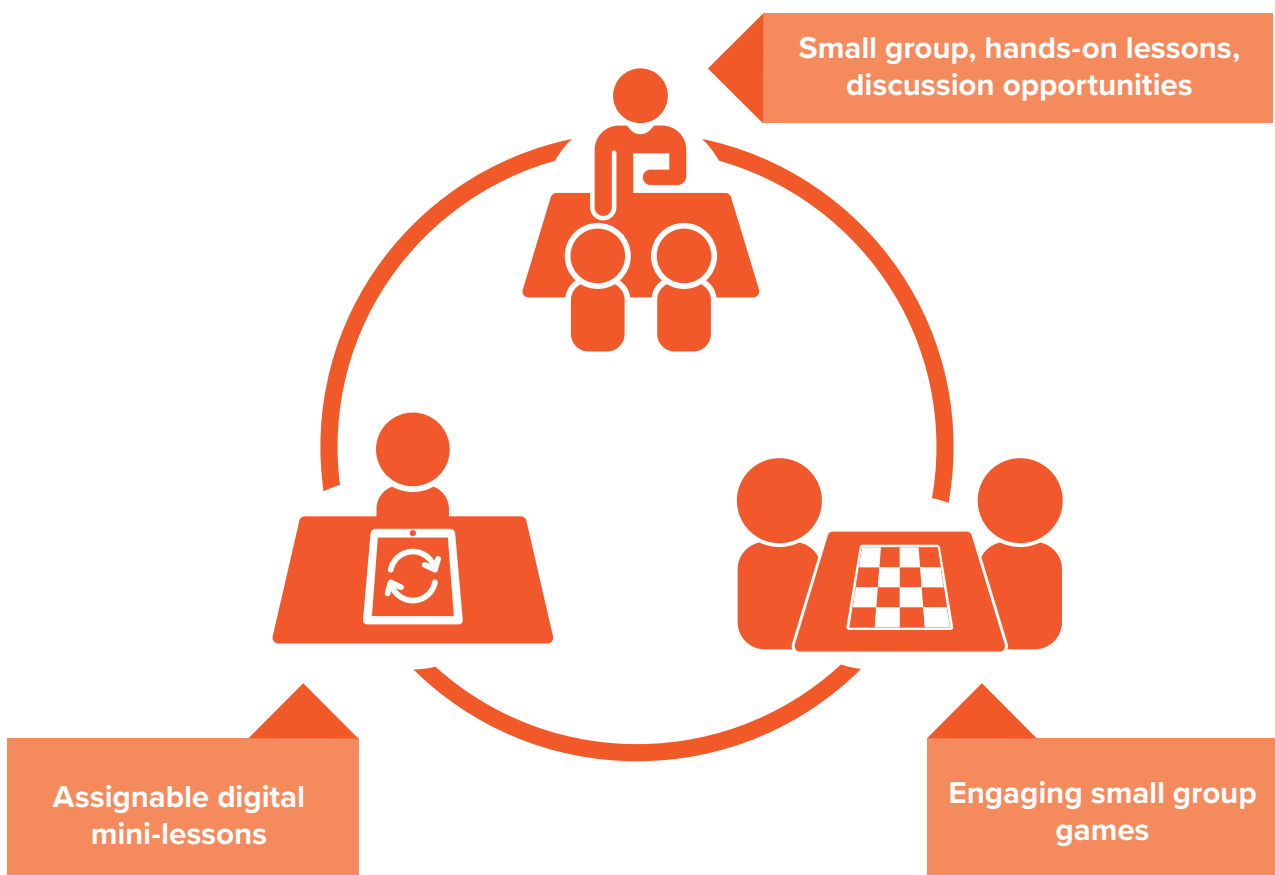 Small group, hands-on lessons,
discussion opportunities
Assignable digital
mini-lessons
Engaging small group
games